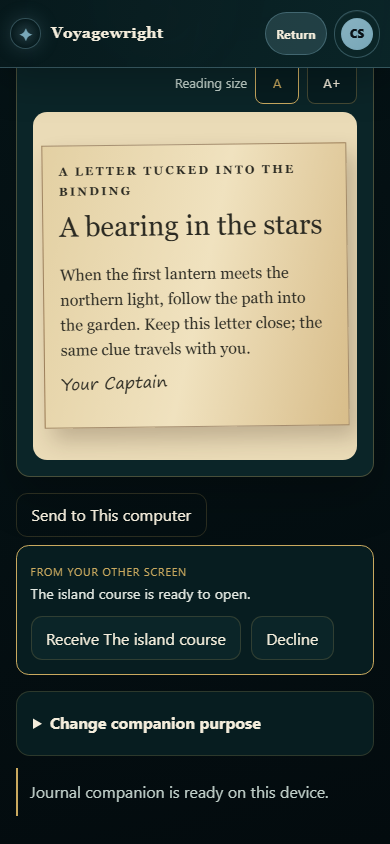 Voyagewright
Return
CS
Reading size
A
A+
A LETTER TUCKED INTO THE
BINDING
A bearing in the stars
When the first lantern meets the
northern light, follow the path into
the garden. Keep this letter close; the
same clue travels with you.
Your Captain
Send to This computer
FROM YOUR OTHER SCREEN
The island course is ready to open.
Receive The island course
Decline
Change companion purpose
Journal companion is ready on this device.